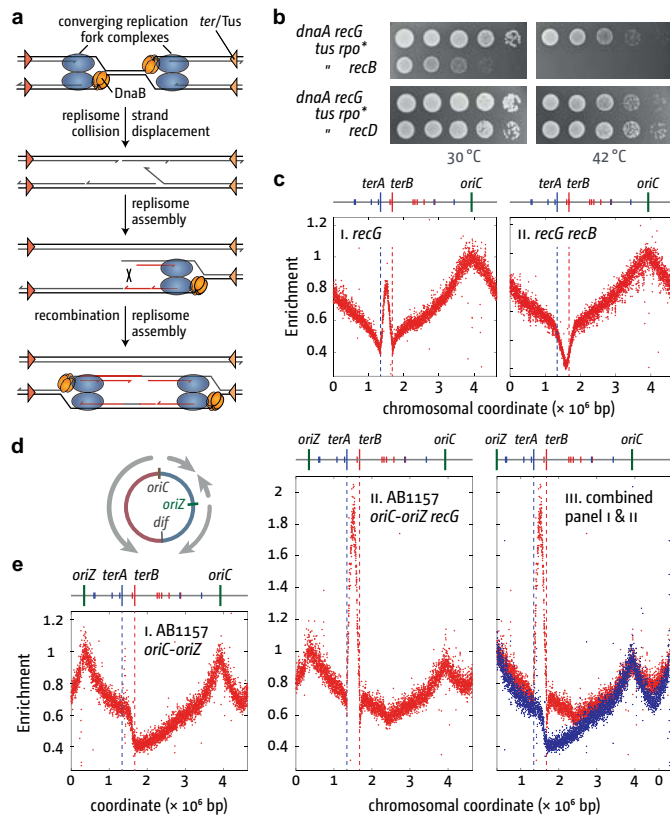 a
converging replication
fork complexes
ter/Tus
DnaB
replisome strand
collision displacement
replisome
assembly
X
recombination replisome
assembly
b
dnaA recG
tus rpo*
" recB
dnaA recG
tus rpo*
" recD
30 °C 42 °C
c
terA terB oriC terA terB oriC
I. recG II. recG recB
Enrichment
1.2
1
0.8
0.6
0.4
0 1 2 3 4 0 1 2 3 4
chromosomal coordinate (× 10⁶ bp)
d
oriC
oriZ
dif
e
oriZ terA terB oriC
I. AB1157
oriC-oriZ
Enrichment
1.2
1
0.8
0.6
0.4
0 1 2 3 4
coordinate (× 10⁶ bp)
oriZ terA terB oriC
II. AB1157
oriC-oriZ recG
2
1.8
1.6
1.4
1.2
1
0.8
0.6
0.4
0 1 2 3 4
oriZ terA terB oriC
III. combined
panel I & II
1 2 3 4 0
chromosomal coordinate (× 10⁶ bp)